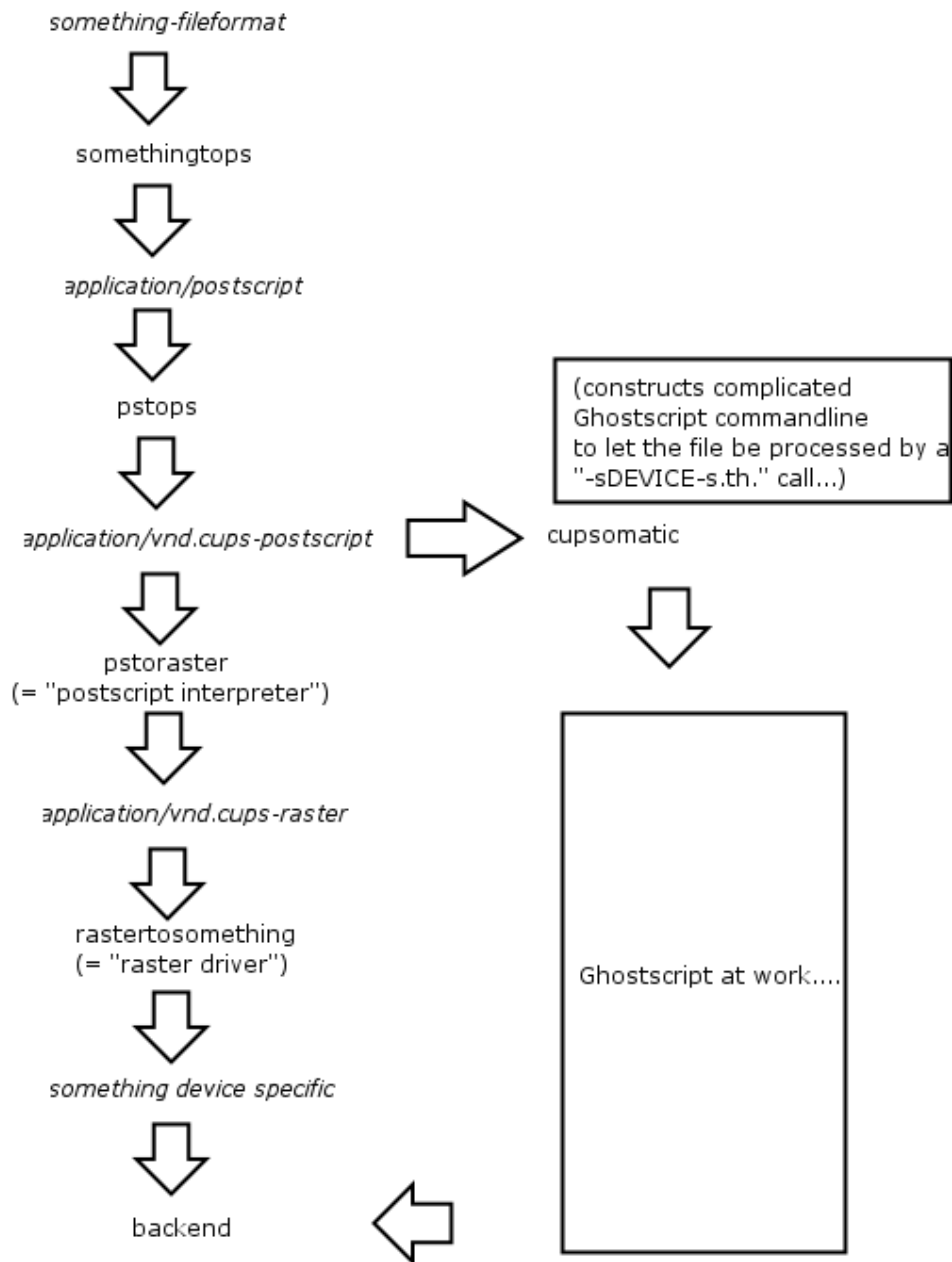 something-fileformat
somethingtops
application/postscript
pstops
(constructs complicated
Ghostscript commandline
to let the file be processed by a
"-sDEVICE-s.th." call...)
application/vnd.cups-postscript
cupsomatic
pstoraster
(= "postscript interpreter")
application/vnd.cups-raster
rastertosomething
(= "raster driver")
Ghostscript at work....
something device specific
backend